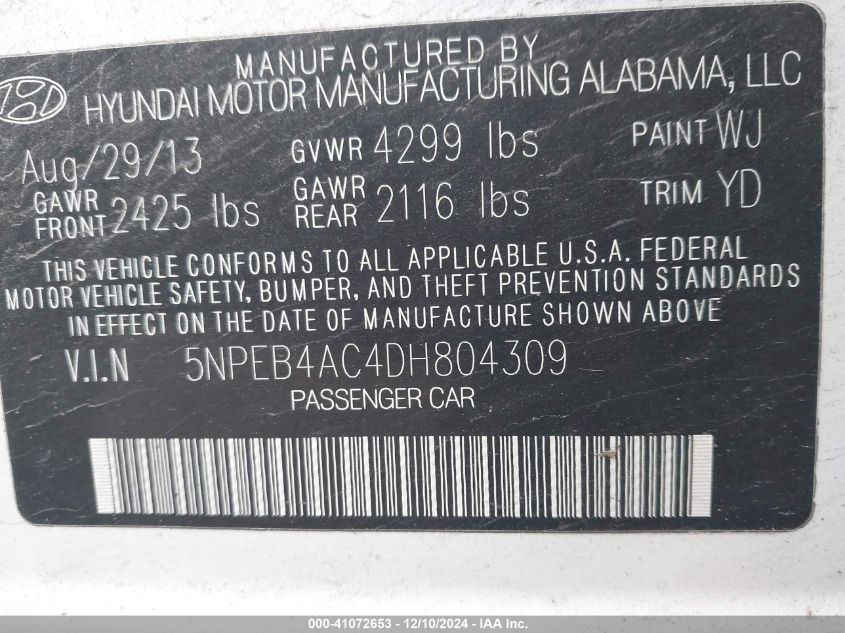 MANUFACTURED BY
HYUNDAI MOTOR MANUFACTURING ALABAMA, LLC
Aug/29/13 GVWR 4299 lbs PAINT WJ
GAWR FRONT 2425 lbs GAWR REAR 2116 lbs TRIM YD
THIS VEHICLE CONFORMS TO ALL APPLICABLE U.S.A. FEDERAL
MOTOR VEHICLE SAFETY, BUMPER, AND THEFT PREVENTION STANDARDS
IN EFFECT ON THE DATE OF MANUFACTURE SHOWN ABOVE
V.I.N 5NPEB4AC4DH804309
PASSENGER CAR
000-41072653 - 12/10/2024 - IAA Inc.